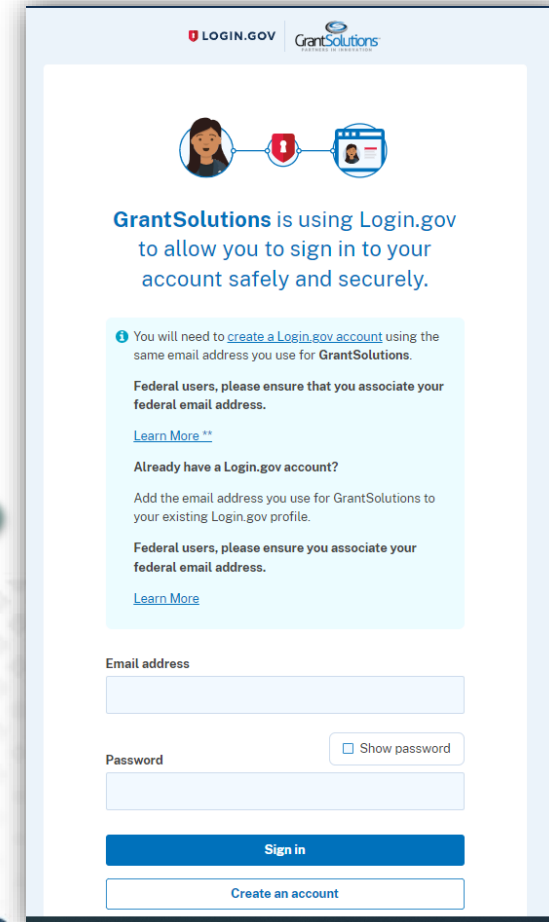 LOGIN.GOV
GrantSolutions
PARTNERS IN INNOVATION
GrantSolutions is using Login.gov
to allow you to sign in to your
account safely and securely.
You will need to create a Login.gov account using the
same email address you use for GrantSolutions.
Federal users, please ensure that you associate your
federal email address.
Learn More **
Already have a Login.gov account?
Add the email address you use for GrantSolutions to
your existing Login.gov profile.
Federal users, please ensure you associate your
federal email address.
Learn More
Email address
Show password
Password
Sign in
Create an account